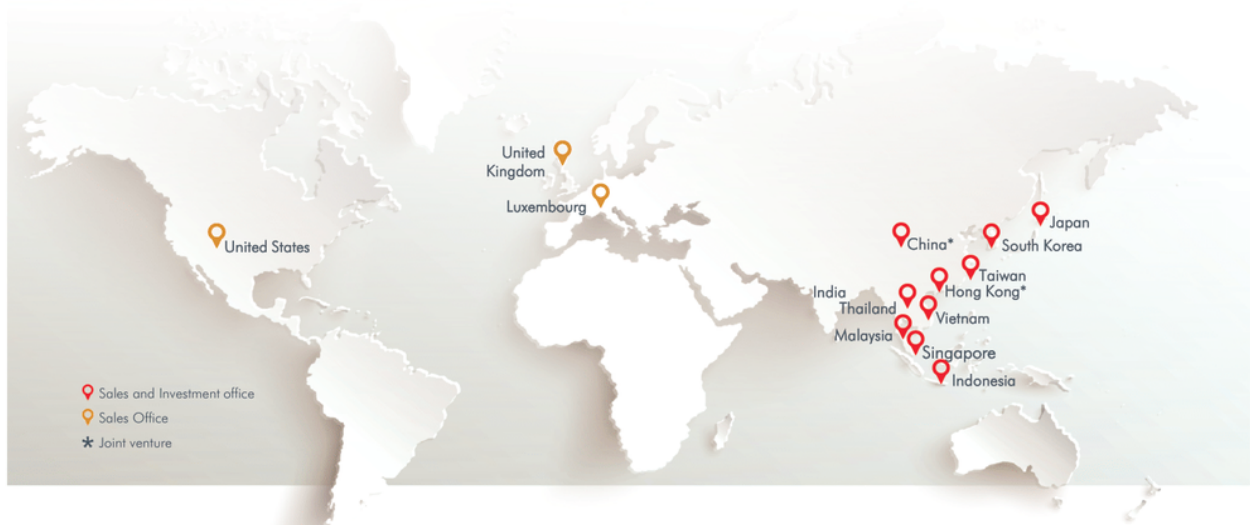 United
Kingdom
Luxembourg
United States
Japan
China*
South Korea
Taiwan
Hong Kong*
India
Thailand
Vietnam
Malaysia
Singapore
Indonesia
Sales and Investment office
Sales Office
* Joint venture